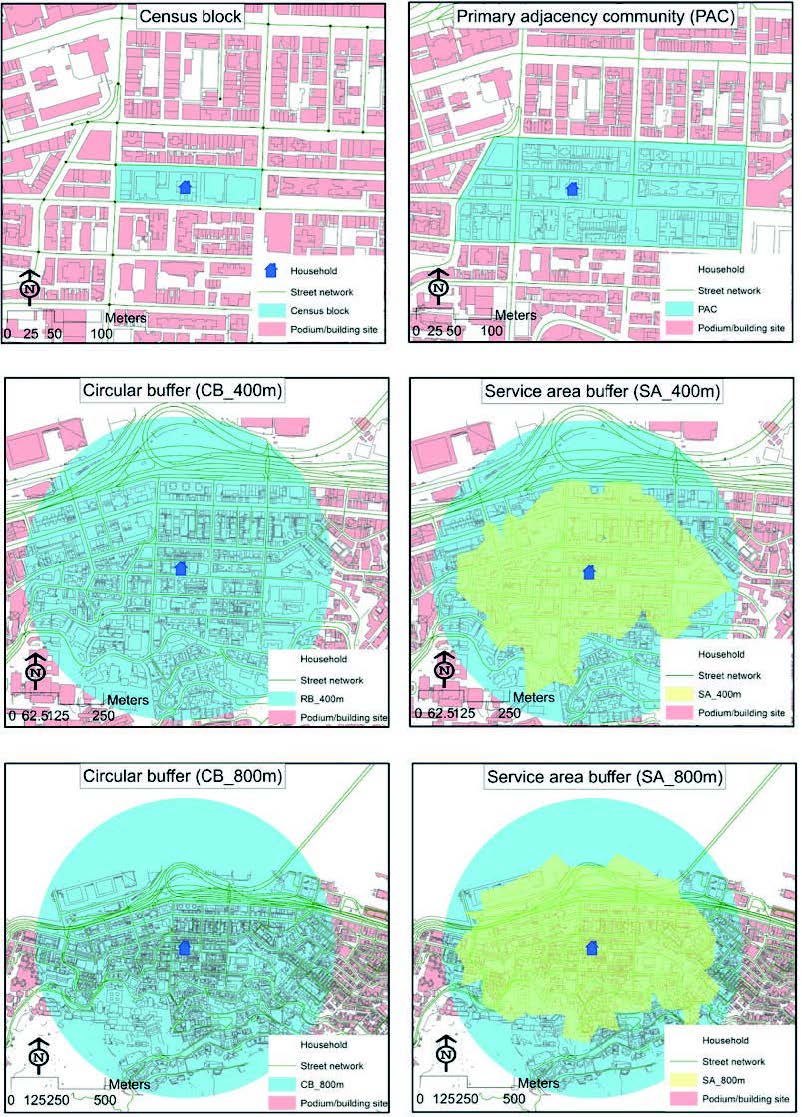 Census block
Household
Street network
Census block
Podium/building site
N
Meters
0 25 50 100
Primary adjacency community (PAC)
Household
Street network
PAC
Podium/building site
N
Meters
0 25 50 100
Circular buffer (CB_400m)
Household
Street network
RB_400m
Podium/building site
N
Meters
0 62.5125 250
Service area buffer (SA_400m)
Household
Street network
SA_400m
Podium/building site
N
Meters
0 62.5125 250
Circular buffer (CB_800m)
Household
Street network
CB_800m
Podium/building site
N
Meters
0 125250 500
Service area buffer (SA_800m)
Household
Street network
SA_800m
Podium/building site
N
Meters
0 125250 500